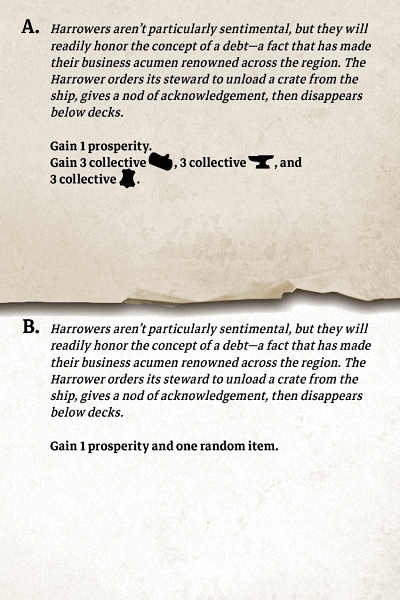 A. Harrowers aren't particularly sentimental, but they will
readily honor the concept of a debt—a fact that has made
their business acumen renowned across the region. The
Harrower orders its steward to unload a crate from the
ship, gives a nod of acknowledgement, then disappears
below decks.
Gain 1 prosperity.
Gain 3 collective , 3 collective , and
3 collective .
B. Harrowers aren't particularly sentimental, but they will
readily honor the concept of a debt—a fact that has made
their business acumen renowned across the region. The
Harrower orders its steward to unload a crate from the
ship, gives a nod of acknowledgement, then disappears
below decks.
Gain 1 prosperity and one random item.